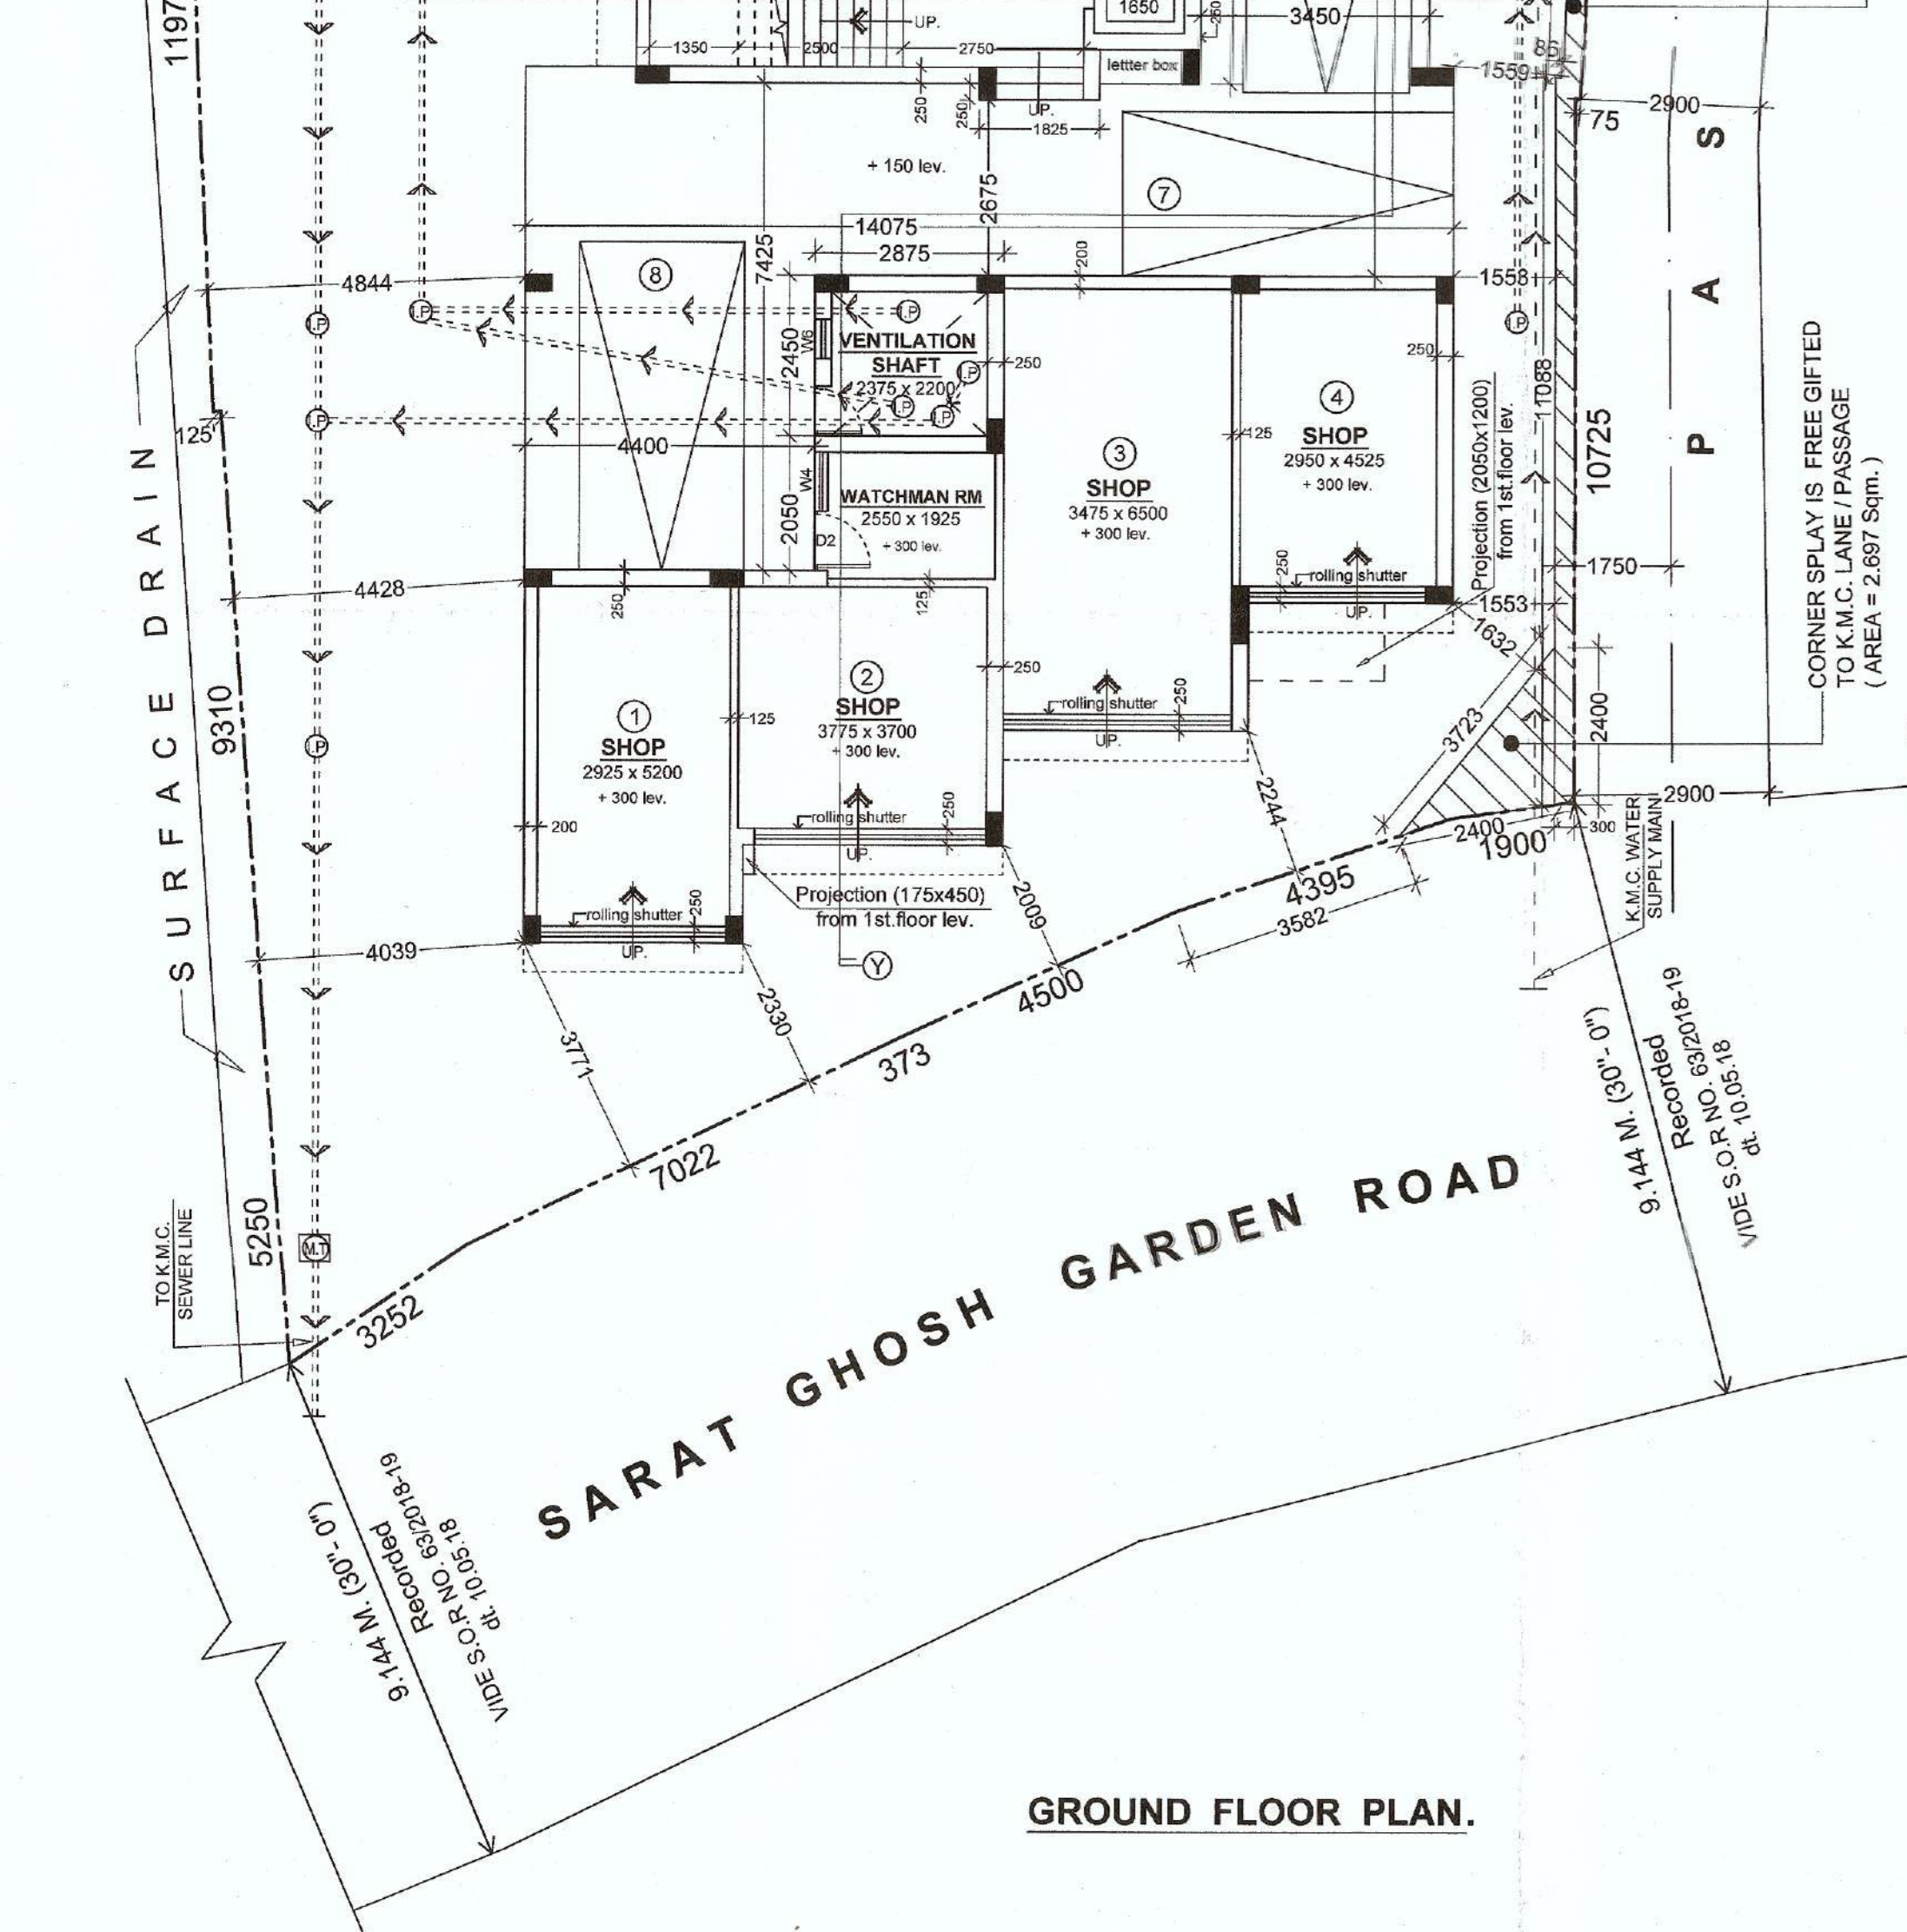 1197
UP.
1650
250
3450
1350
2500
2750
lettter box
86
1559
2900
75
250
250
UP.
1825
+ 150 lev.
7
S
2675
14075
2875
7425
200
8
4844
1558
A
I.P
I.P
I.P
I.P
W6
VENTILATION
SHAFT
2375 x 2200
2450
250
I.P
I.P
I.P
250
4
SHOP
2950 x 4525
+ 300 lev.
11088
Projection (2050x1200)
from 1st.floor lev.
10725
CORNER SPLAY IS FREE GIFTED
TO K.M.C. LANE / PASSAGE
( AREA = 2.697 Sqm. )
125
I.P
4400
125
P
3
SHOP
3475 x 6500
+ 300 lev.
W4
WATCHMAN RM
2550 x 1925
+ 300 lev.
2050
D2
SURFACE DRAIN
250
rolling shutter
UP.
1750
4428
250
125
1553
1632
9310
2
SHOP
3775 x 3700
+ 300 lev.
250
1
SHOP
2925 x 5200
+ 300 lev.
125
I.P
rolling shutter
250
UP.
3723
2400
2244
2900
200
rolling shutter
250
UP.
2400
1900
300
K.M.C. WATER
SUPPLY MAIN
Projection (175x450)
from 1st.floor lev.
rolling shutter
250
UP.
4395
3582
2009
4039
Y
4500
2330
3771
373
7022
9.144 M. (30"- 0")
Recorded
VIDE S.O.R NO. 63/2018-19
dt. 10.05.18
5250
M.T
TO K.M.C.
SEWER LINE
3252
SARAT GHOSH GARDEN ROAD
9.144 M. (30"- 0")
Recorded
VIDE S.O.R NO. 63/2018-19
dt. 10.05.18
GROUND FLOOR PLAN.